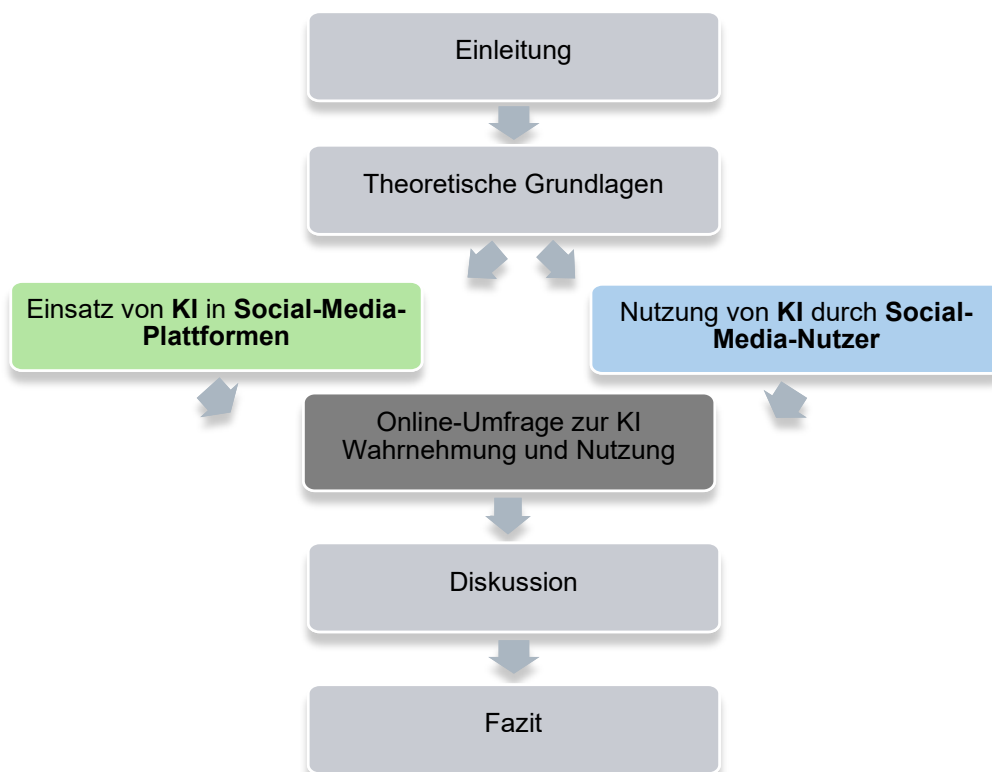 Einleitung
Theoretische Grundlagen
Einsatz von KI in Social-Media-
Plattformen
Nutzung von KI durch Social-
Media-Nutzer
Online-Umfrage zur KI
Wahrnehmung und Nutzung
Diskussion
Fazit